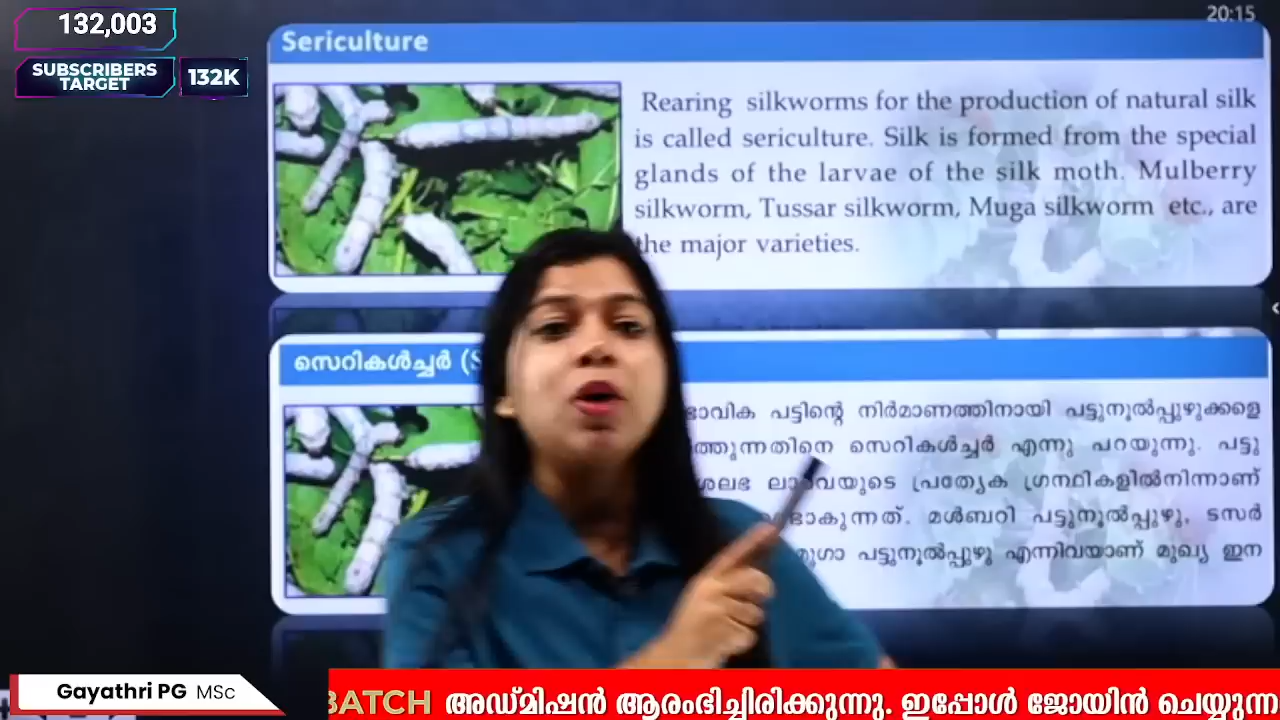 132,003
SUBSCRIBERS
TARGET
132K
20:15
Sericulture
Rearing silkworms for the production of natural silk
is called sericulture. Silk is formed from the special
glands of the larvae of the silk moth. Mulberry
silkworm, Tussar silkworm, Muga silkworm etc., are
the major varieties.
സെറികൾച്ചർ (S
ഭാവിക പട്ടിന്റെ നിർമാണത്തിനായി പട്ടുനൂൽപ്പുഴുക്കളെ
ത്തുന്നതിനെ സെറികൾച്ചർ എന്നു പറയുന്നു. പട്ടു
ശലഭ ലാർവയുടെ പ്രത്യേക ഗ്രന്ഥികളിൽനിന്നാണ്
ണ്ടാകുന്നത്. മൾബറി പട്ടുനൂൽപ്പുഴു, ടസർ
മൂഗാ പട്ടുനൂൽപ്പുഴു എന്നിവയാണ് മുഖ്യ ഇന
Gayathri PG MSc
BATCH അഡ്മിഷൻ ആരംഭിച്ചിരിക്കുന്നു. ഇപ്പോൾ ജോയിൻ ചെയ്യുന്ന